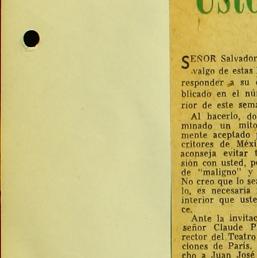 Usto
SEÑOR Salvador
valgo de estas
responder a su
blicado en el nú
rior de este sema
Al hacerlo, do
minado un mito
mente aceptado
critores de Méxi
aconseja evitar t
sión con usted, p
de "maligno" y
No creo que lo sea
lo, es necesaria
interior que uste
ce.
Ante la invitac
señor Claude P
rector del Teatro
ciones de París,
cho a Juan José